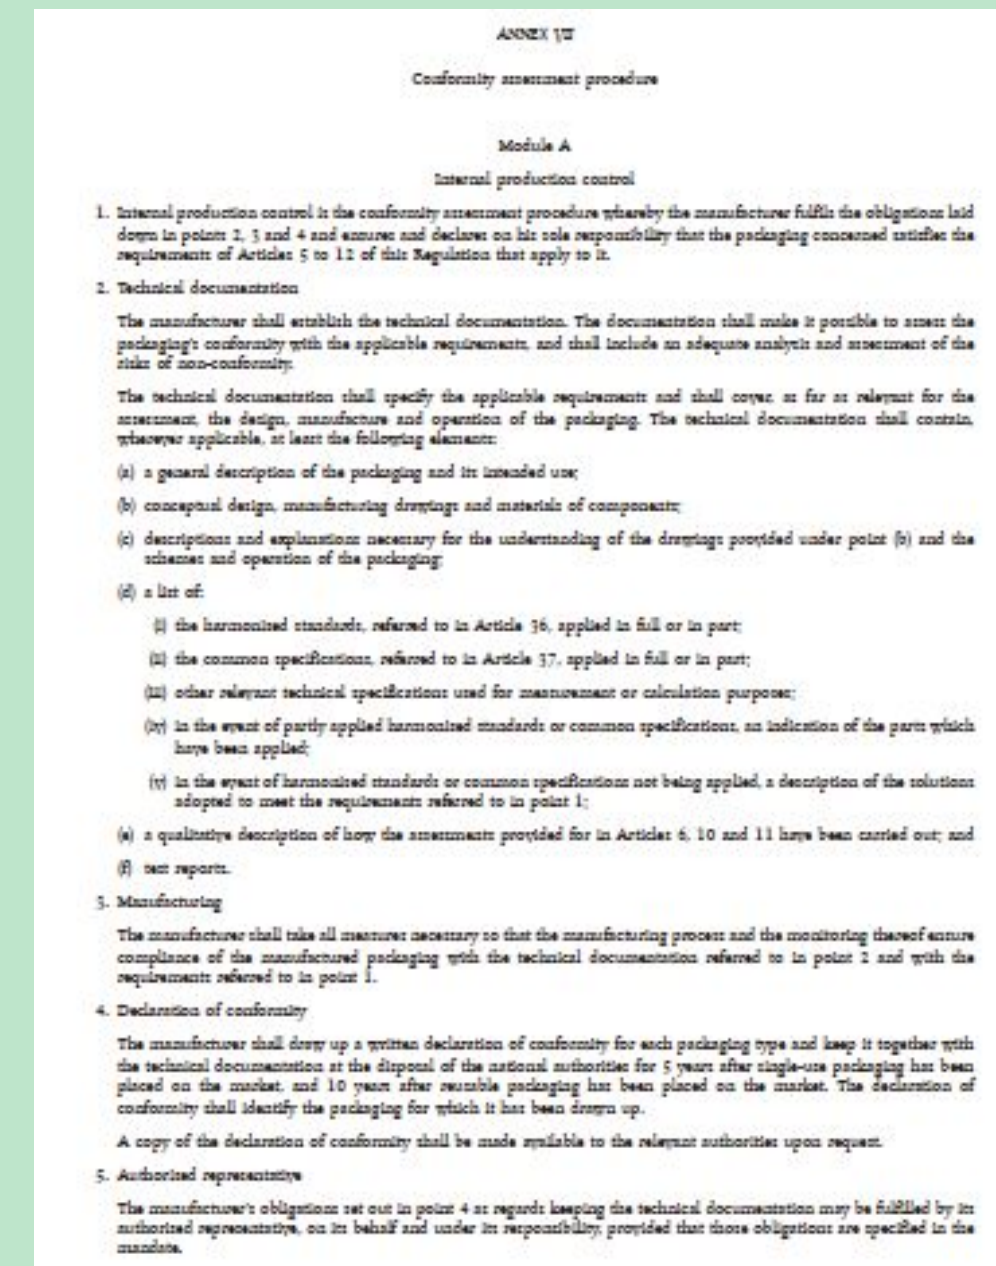 ANNEX VII
Conformity assessment procedure
Module A
Internal production control
1. Internal production control is the conformity assessment procedure whereby the manufacturer fulfils the obligations laid
down in points 2, 3 and 4 and ensures and declares on his sole responsibility that the packaging concerned satisfies the
requirements of Articles 5 to 12 of this Regulation that apply to it.
2. Technical documentation
The manufacturer shall establish the technical documentation. The documentation shall make it possible to assess the
packaging's conformity with the applicable requirements, and shall include an adequate analysis and assessment of the
risks of non-conformity.
The technical documentation shall specify the applicable requirements and shall cover, as far as relevant for the
assessment, the design, manufacture and operation of the packaging. The technical documentation shall contain,
wherever applicable, at least the following elements:
(a) a general description of the packaging and its intended use;
(b) conceptual design, manufacturing drawings and materials of components;
(c) descriptions and explanations necessary for the understanding of the drawings provided under point (b) and the
schemes and operation of the packaging;
(d) a list of:
(i) the harmonised standards, referred to in Article 36, applied in full or in part;
(ii) the common specifications, referred to in Article 37, applied in full or in part;
(iii) other relevant technical specifications used for measurement or calculation purposes;
(iv) in the event of partly applied harmonised standards or common specifications, an indication of the parts which
have been applied;
(v) in the event of harmonised standards or common specifications not being applied, a description of the solutions
adopted to meet the requirements referred to in point 1;
(e) a qualitative description of how the assessments provided for in Articles 6, 10 and 11 have been carried out; and
(f) test reports.
3. Manufacturing
The manufacturer shall take all measures necessary so that the manufacturing process and the monitoring thereof ensure
compliance of the manufactured packaging with the technical documentation referred to in point 2 and with the
requirements referred to in point 1.
4. Declaration of conformity
The manufacturer shall draw up a written declaration of conformity for each packaging type and keep it together with
the technical documentation at the disposal of the national authorities for 5 years after single-use packaging has been
placed on the market, and 10 years after reusable packaging has been placed on the market. The declaration of
conformity shall identify the packaging for which it has been drawn up.
A copy of the declaration of conformity shall be made available to the relevant authorities upon request.
5. Authorised representative
The manufacturer's obligations set out in point 4 as regards keeping the technical documentation may be fulfilled by its
authorised representative, on its behalf and under its responsibility, provided that those obligations are specified in the
mandate.